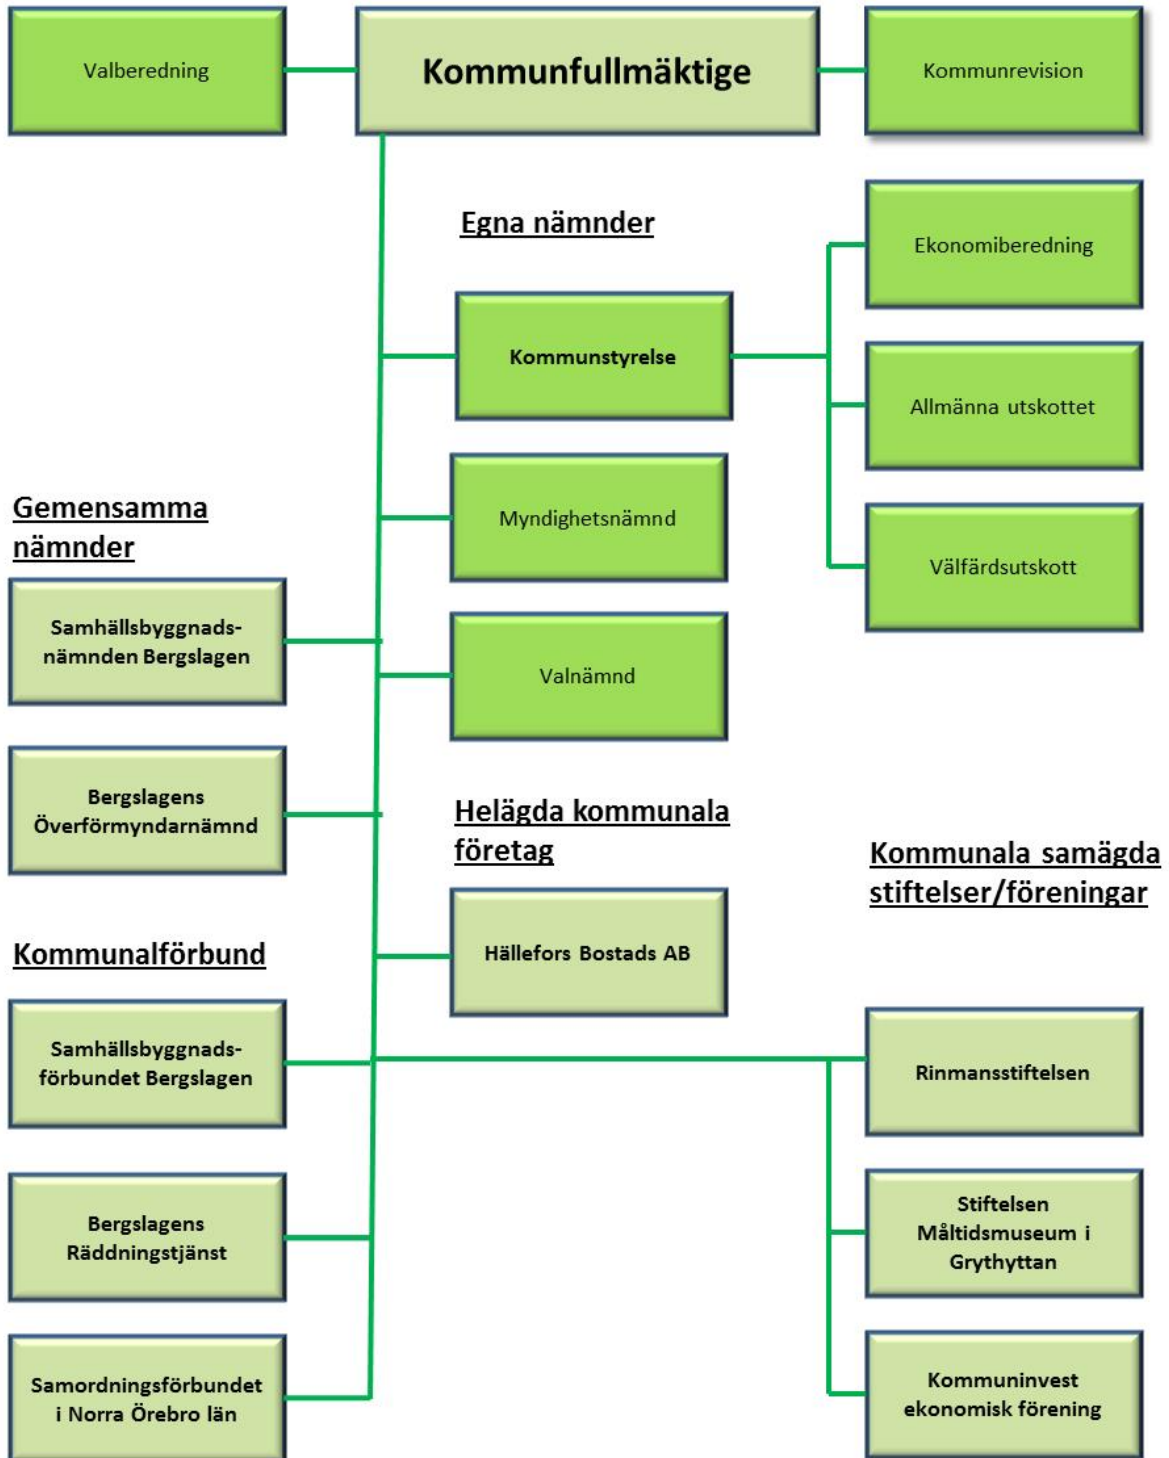 Valberedning
Kommunfullmäktige
Kommunrevision
Egna nämnder
Kommunstyrelse
Ekonomiberedning
Allmänna utskottet
Välfärdsutskott
Myndighetsnämnd
Valnämnd
Gemensamma
nämnder
Samhällsbyggnads-
nämnden Bergslagen
Bergslagens
Överförmyndarnämnd
Helägda kommunala
företag
Hällefors Bostads AB
Kommunalförbund
Samhällsbyggnads-
förbundet Bergslagen
Bergslagens
Räddningstjänst
Samordningsförbundet
i Norra Örebro län
Kommunala samägda
stiftelser/föreningar
Rinmansstiftelsen
Stiftelsen
Måltidsmuseum i
Grythyttan
Kommuninvest
ekonomisk förening